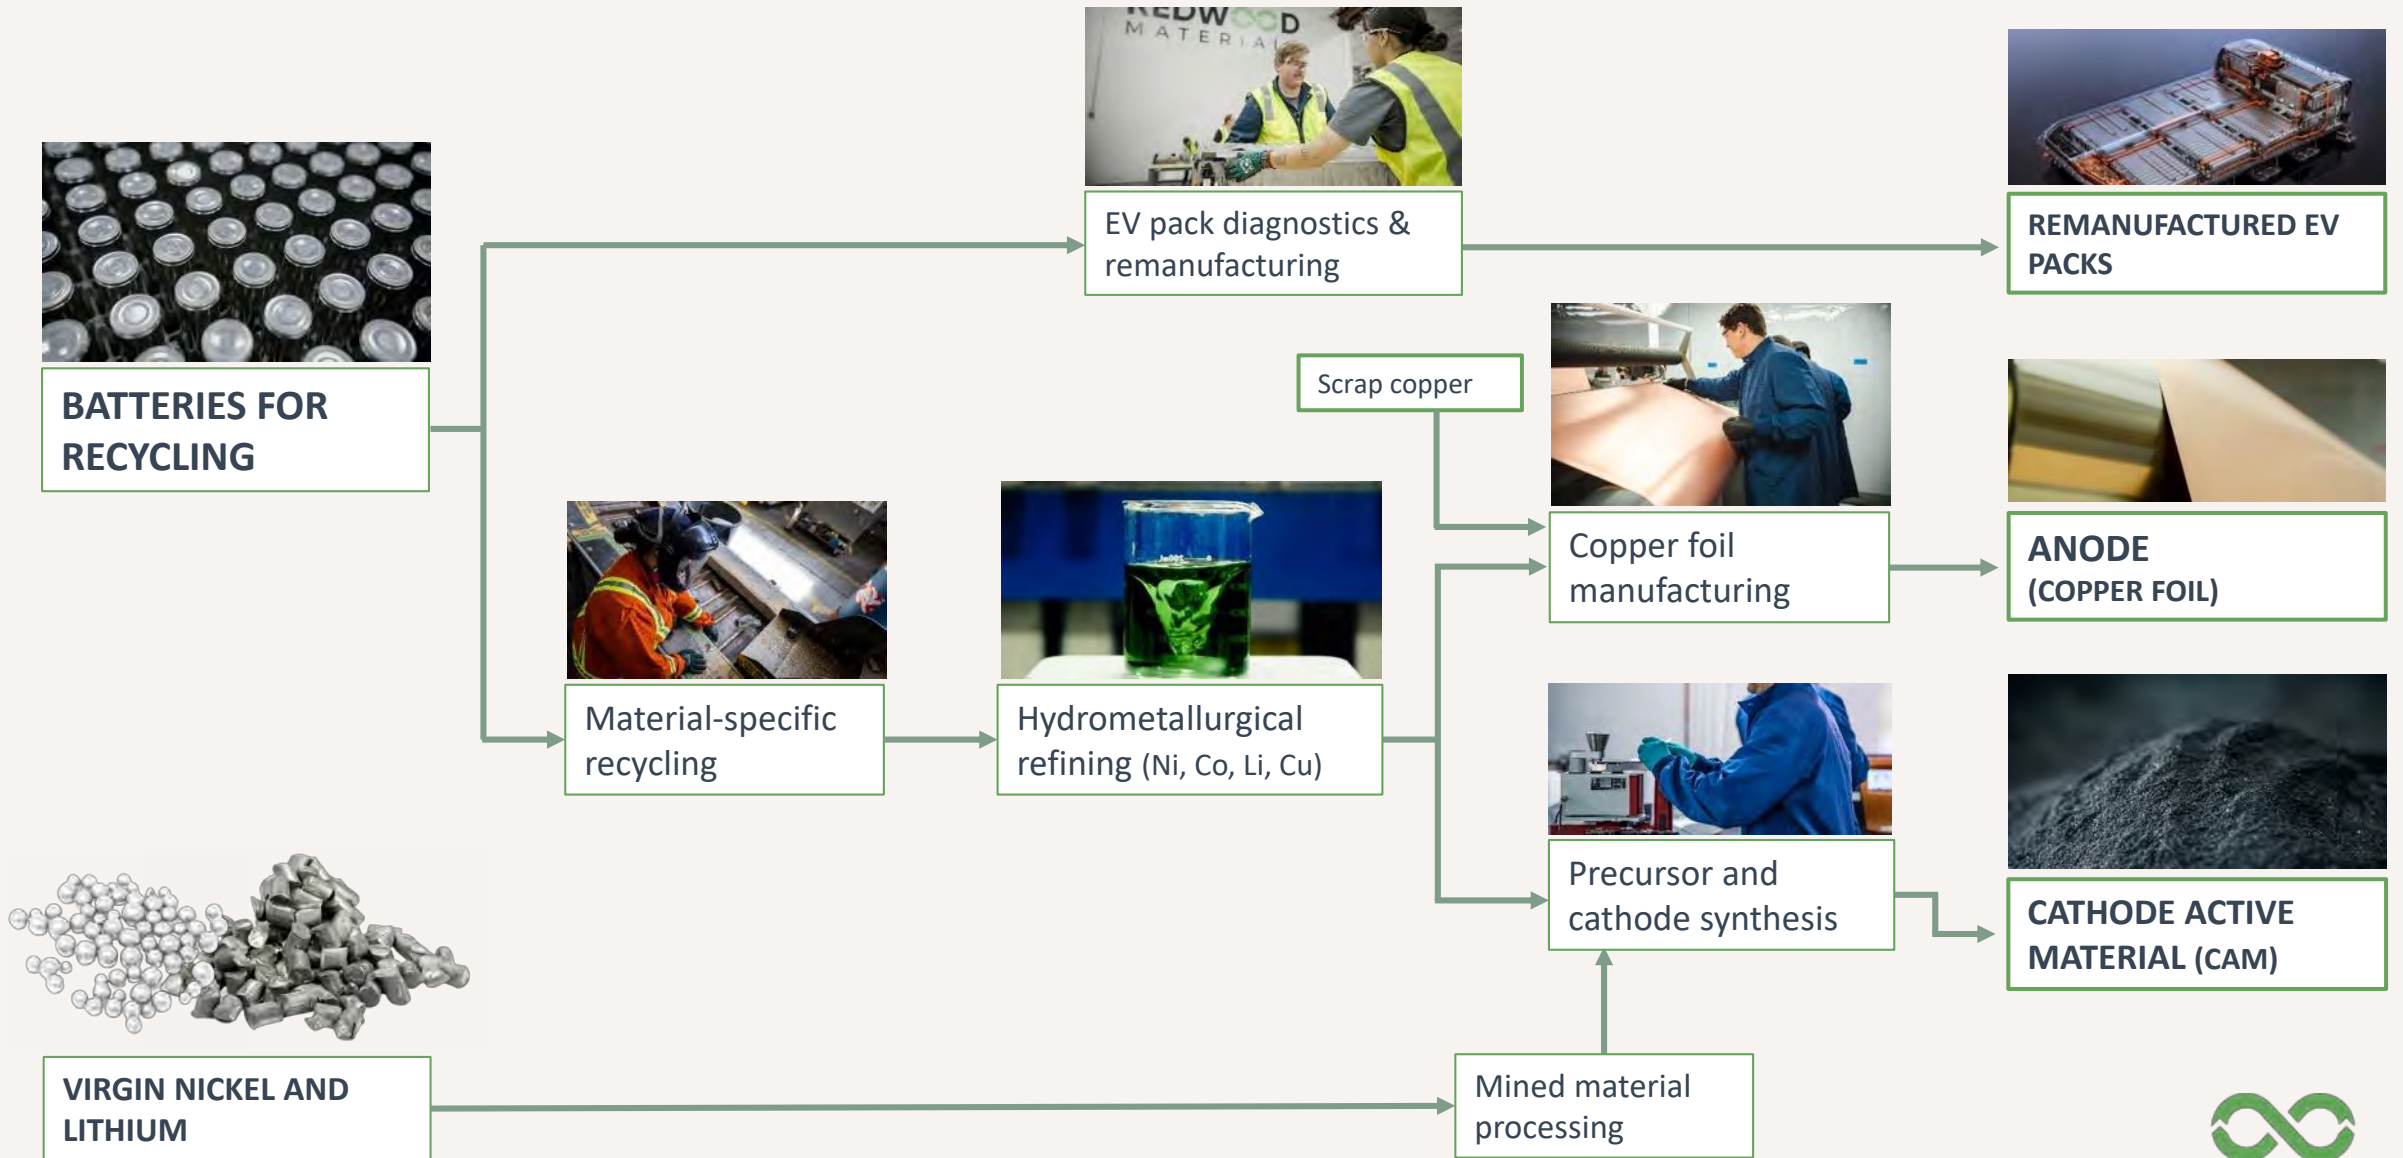 REDWOOD
MATERIAL
EV pack diagnostics &
remanufacturing
REMANUFACTURED EV
PACKS
BATTERIES FOR
RECYCLING
Scrap copper
Copper foil
manufacturing
ANODE
(COPPER FOIL)
Material-specific
recycling
Hydrometallurgical
refining (Ni, Co, Li, Cu)
Precursor and
cathode synthesis
CATHODE ACTIVE
MATERIAL (CAM)
VIRGIN NICKEL AND
LITHIUM
Mined material
processing